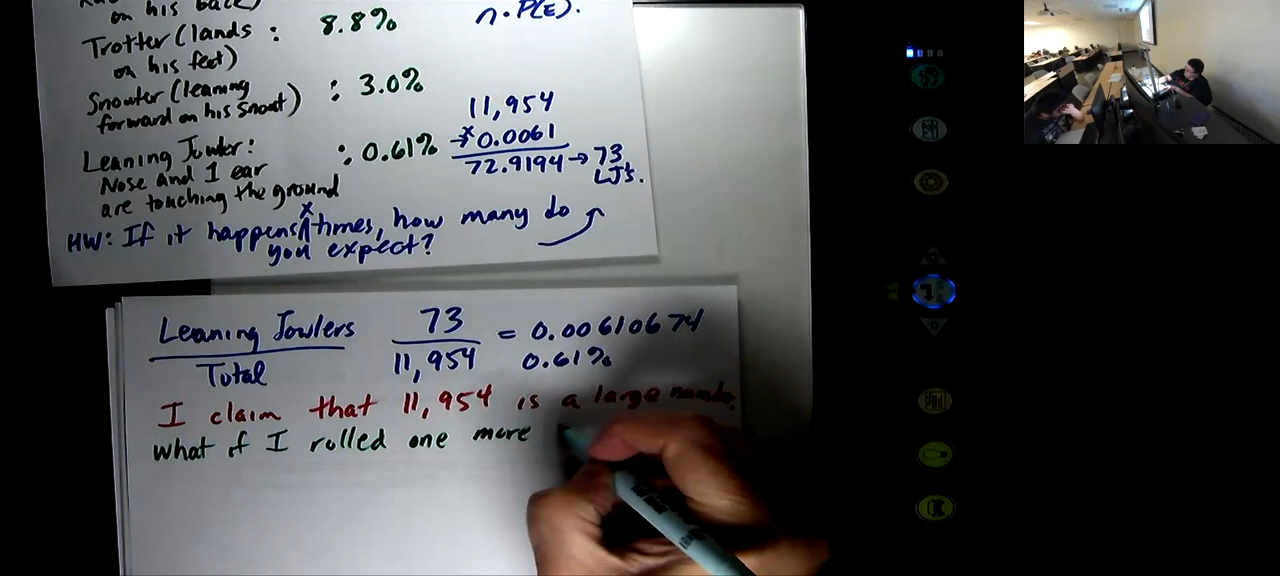 on his back)
n·P(E).
Trotter (lands : 8.8%
on his feet)
Snouter (leaning : 3.0%
forward on his snout)
Leaning Jowler: : 0.61%
Nose and 1 ear
are touching the ground
11,954
x 0.0061
72.9194 → 73
LJ's.
HW: If it happens x times, how many do
you expect?
Leaning Jowlers 73 = 0.00610674
Total 11,954 0.61%
I claim that 11,954 is a large number.
What if I rolled one more